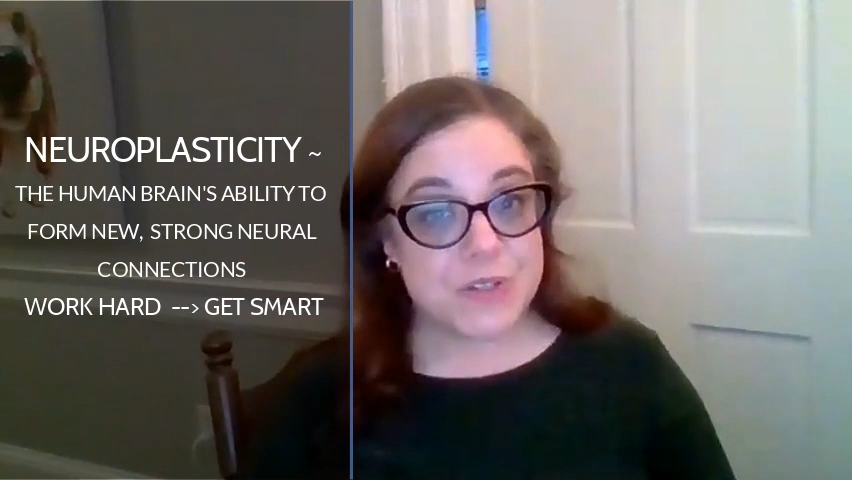 NEUROPLASTICITY ~
THE HUMAN BRAIN'S ABILITY TO
FORM NEW, STRONG NEURAL
CONNECTIONS
WORK HARD --> GET SMART